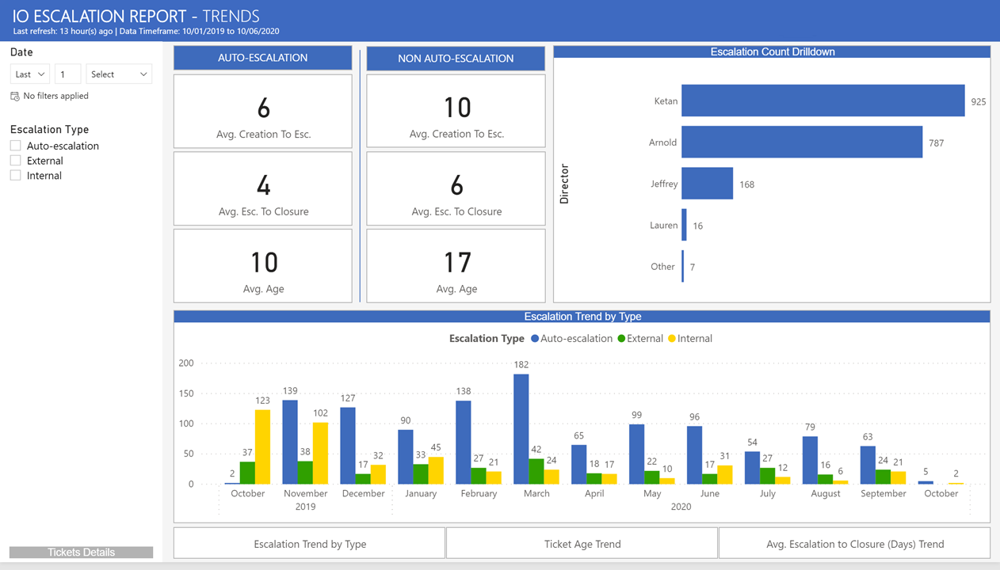 IO ESCALATION REPORT - TRENDS
Last refresh: 13 hour(s) ago | Data Timeframe: 10/01/2019 to 10/06/2020
Date
Last 1 Select
No filters applied
Escalation Type
Auto-escalation
External
Internal
Tickets Details
AUTO-ESCALATION
6
Avg. Creation To Esc.
4
Avg. Esc. To Closure
10
Avg. Age
NON AUTO-ESCALATION
10
Avg. Creation To Esc.
6
Avg. Esc. To Closure
17
Avg. Age
Escalation Count Drilldown
Director
Ketan 925
Arnold 787
Jeffrey 168
Lauren 16
Other 7
Escalation Trend by Type
Escalation Type Auto-escalation External Internal
200
150
100
50
0
2 37 123
139 38 102
127 17 32
90 33 45
138 27 21
182 42 24
65 18 17
99 22 10
96 17 31
54 27 12
79 16 6
63 24 21
5 2
October November December January February March April May June July August September October
2019 2020
Escalation Trend by Type
Ticket Age Trend
Avg. Escalation to Closure (Days) Trend